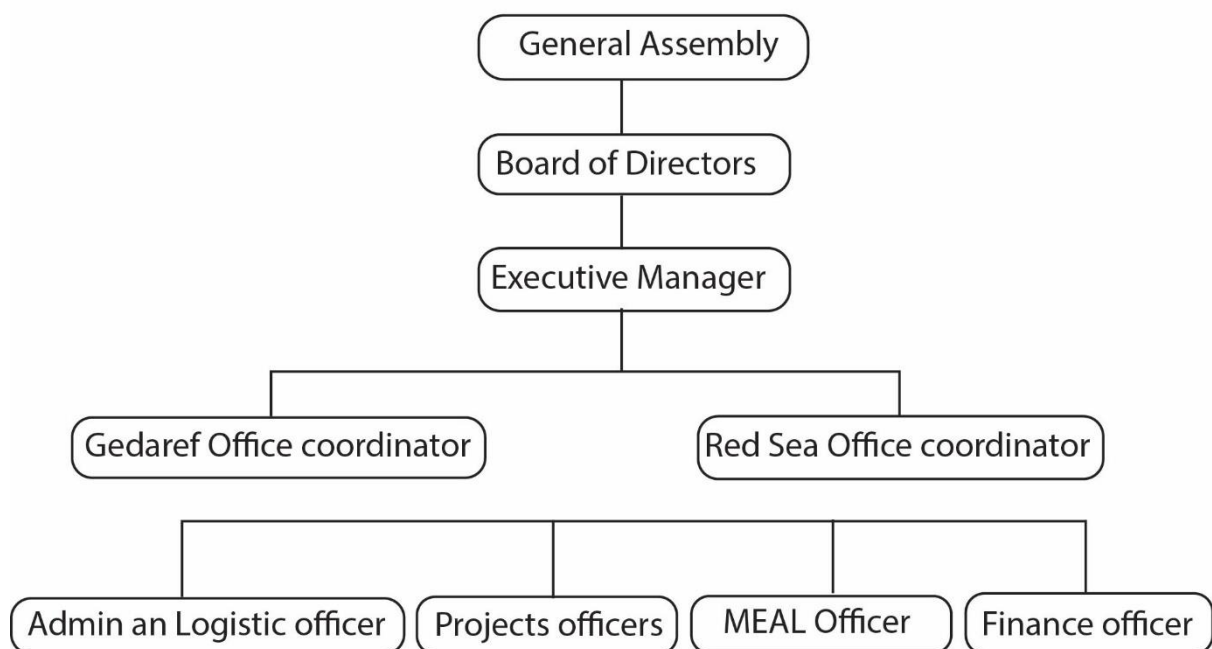 General Assembly
Board of Directors
Executive Manager
Gedaref Office coordinator
Red Sea Office coordinator
Admin an Logistic officer
Projects officers
MEAL Officer
Finance officer